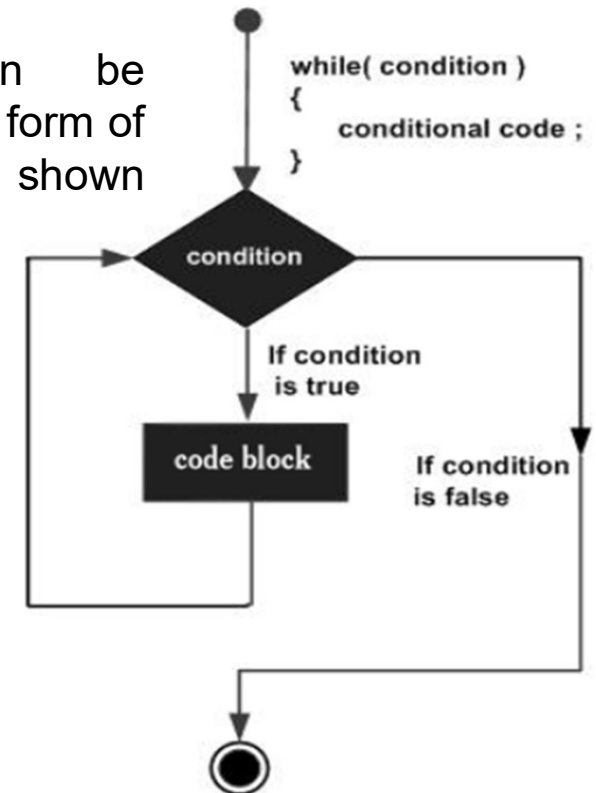 be
form of
shown
while( condition )
{
conditional code ;
}
condition
If condition
is true
code block
If condition
is false